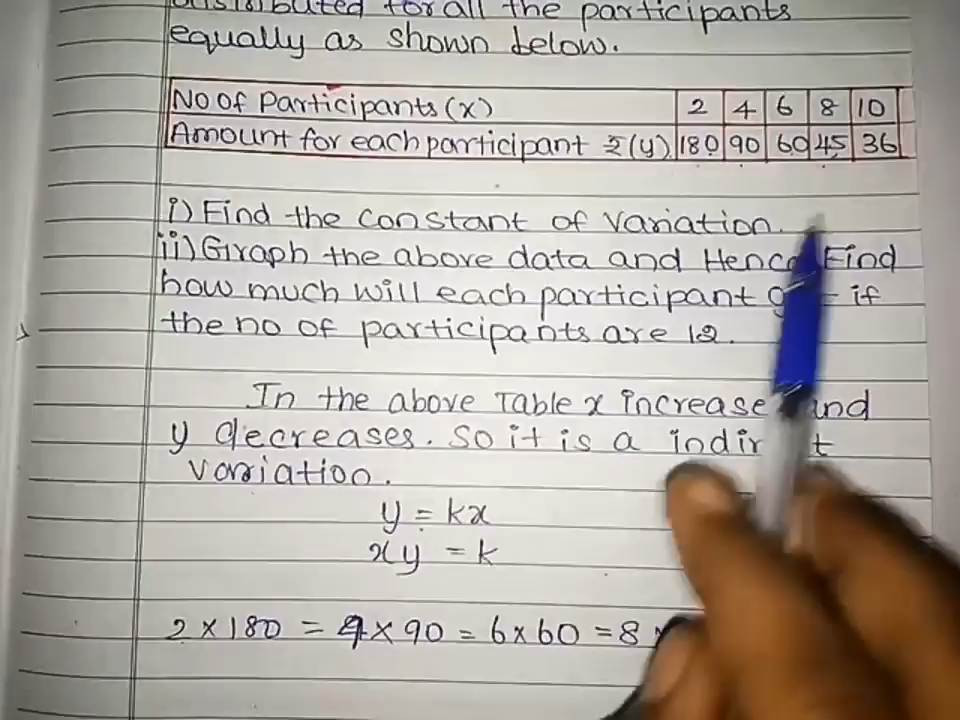 distributed for all the participants
equally as shown below.
No Of Participants (x) 2 4 6 8 10
Amount for each participant ₹ (y) 180 90 60 45 36
i) Find the constant of variation.
ii) Graph the above data and Hence Find
how much will each participant if
the no of participants are 12.
In the above Table x increase and
y decreases. So it is a
variation.
y = kx
xy = k
2 × 180 = 4 × 90 = 6 × 60 = 8